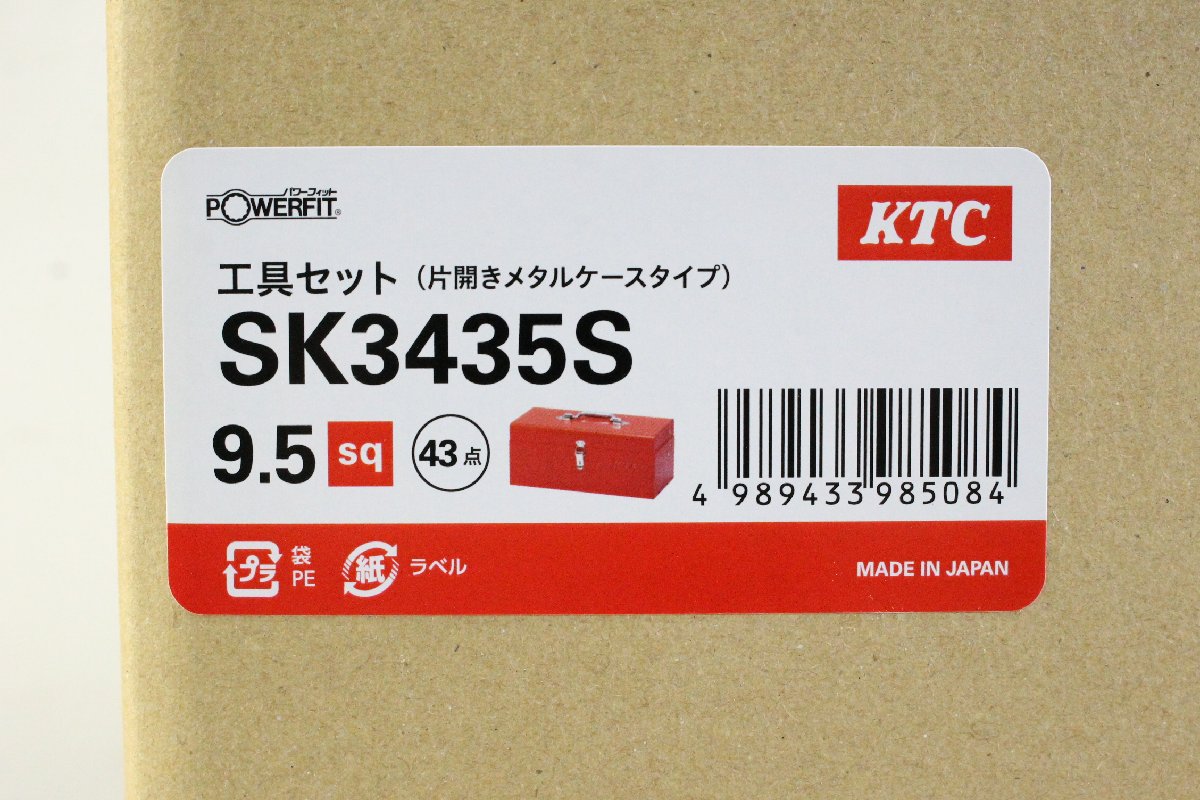 パワーフィット
POWERFIT®
KTC
工具セット（片開きメタルケースタイプ）
SK3435S
9.5 sq 43点
4 989433 985084
プラ 袋 PE 紙 ラベル
MADE IN JAPAN